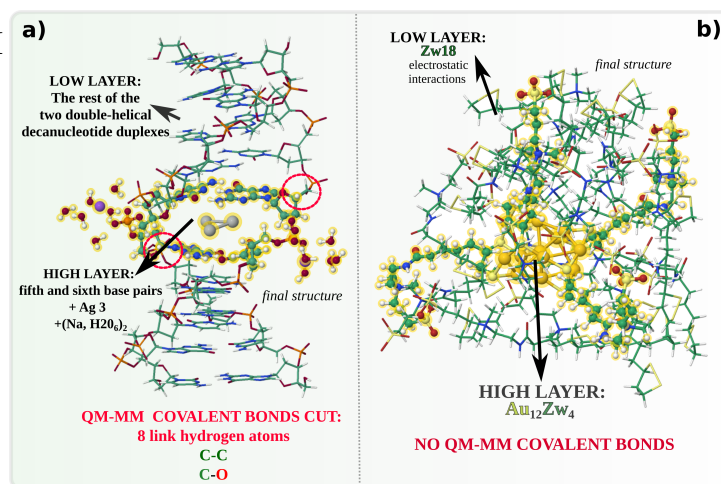 a)
LOW LAYER:
The rest of the
two double-helical
decanucleotide duplexes
HIGH LAYER:
fifth and sixth base pairs
+ Ag 3
+(Na, H20₆)₂
final structure
QM-MM COVALENT BONDS CUT:
8 link hydrogen atoms
C-C
C-O
b)
LOW LAYER:
Zw18
electrostatic
interactions
final structure
HIGH LAYER:
Au₁₂Zw₄
NO QM-MM COVALENT BONDS